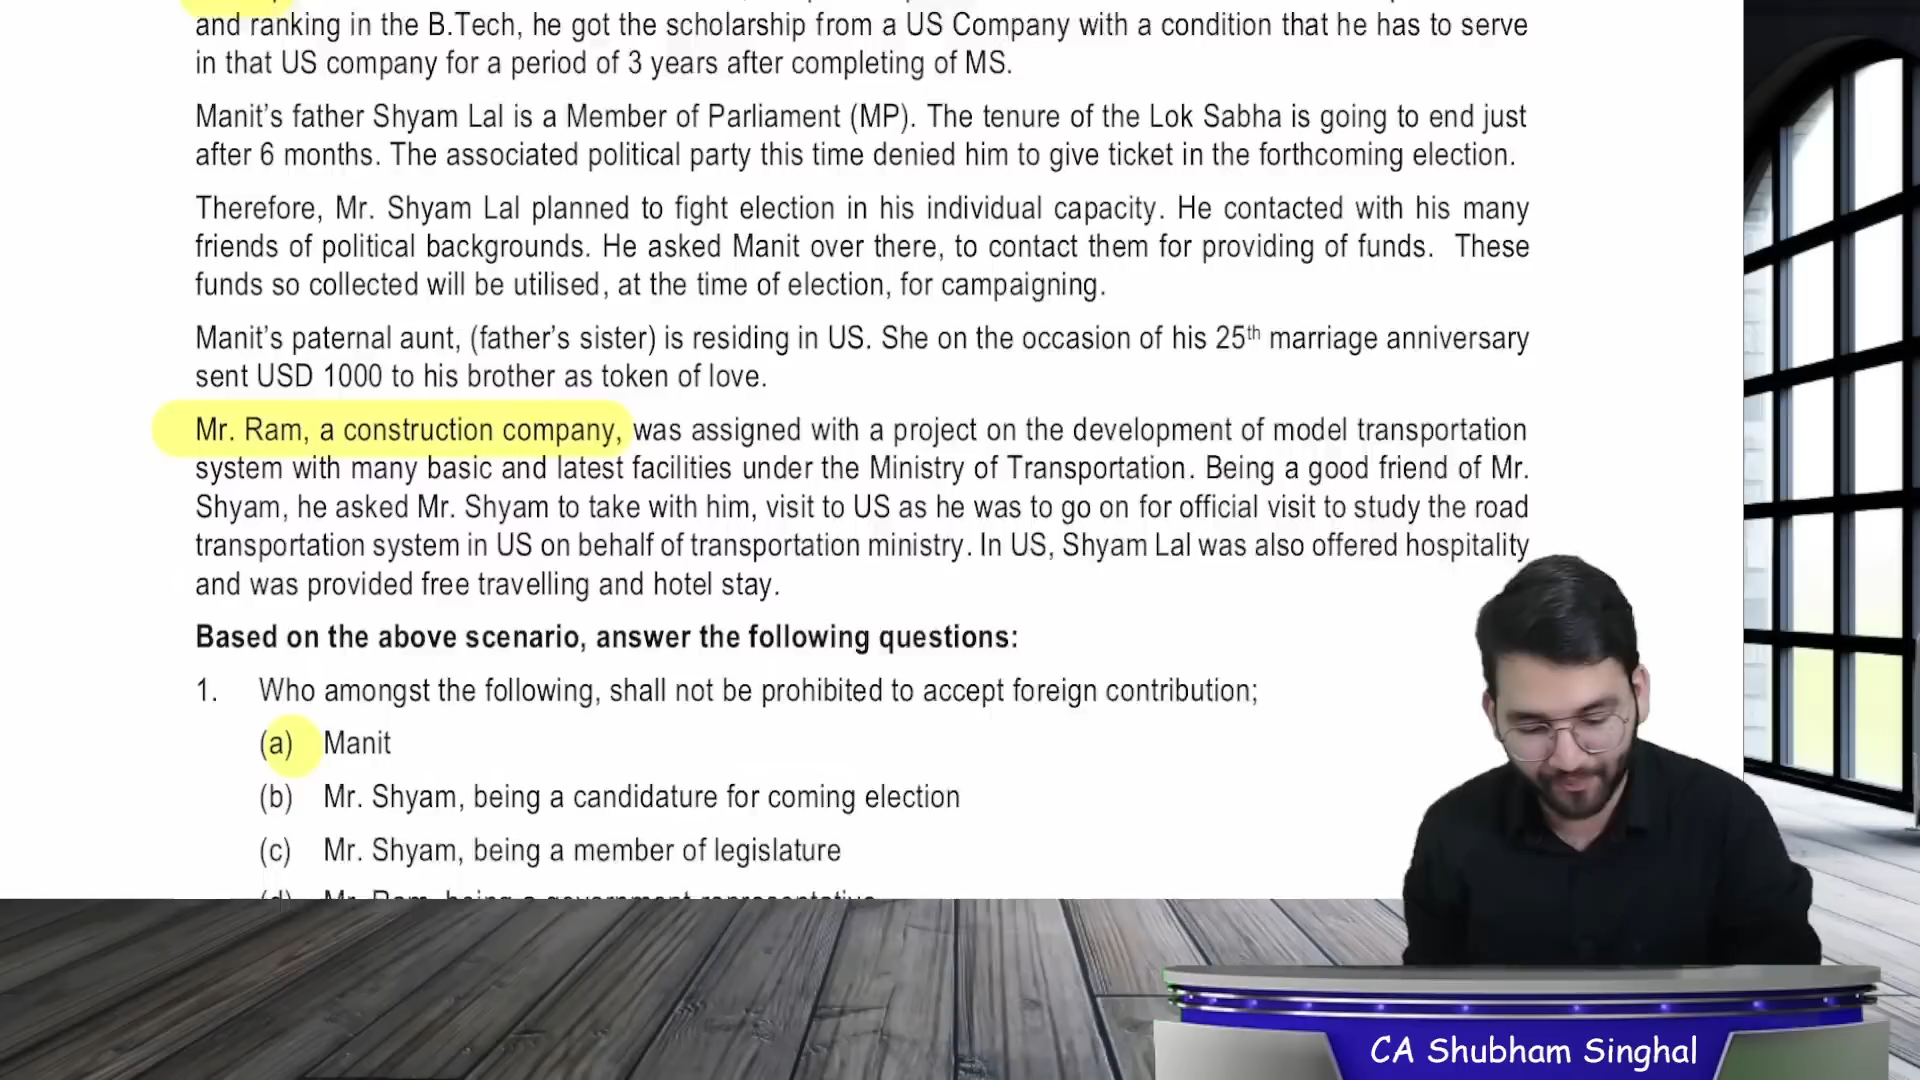 and ranking in the B.Tech, he got the scholarship from a US Company with a condition that he has to serve
in that US company for a period of 3 years after completing of MS.
Manit's father Shyam Lal is a Member of Parliament (MP). The tenure of the Lok Sabha is going to end just
after 6 months. The associated political party this time denied him to give ticket in the forthcoming election.
Therefore, Mr. Shyam Lal planned to fight election in his individual capacity. He contacted with his many
friends of political backgrounds. He asked Manit over there, to contact them for providing of funds. These
funds so collected will be utilised, at the time of election, for campaigning.
Manit's paternal aunt, (father's sister) is residing in US. She on the occasion of his 25th marriage anniversary
sent USD 1000 to his brother as token of love.
Mr. Ram, a construction company, was assigned with a project on the development of model transportation
system with many basic and latest facilities under the Ministry of Transportation. Being a good friend of Mr.
Shyam, he asked Mr. Shyam to take with him, visit to US as he was to go on for official visit to study the road
transportation system in US on behalf of transportation ministry. In US, Shyam Lal was also offered hospitality
and was provided free travelling and hotel stay.
Based on the above scenario, answer the following questions:
1. Who amongst the following, shall not be prohibited to accept foreign contribution;
(a) Manit
(b) Mr. Shyam, being a candidature for coming election
(c) Mr. Shyam, being a member of legislature
(d) Mr. Ram, being a government representative
CA Shubham Singhal